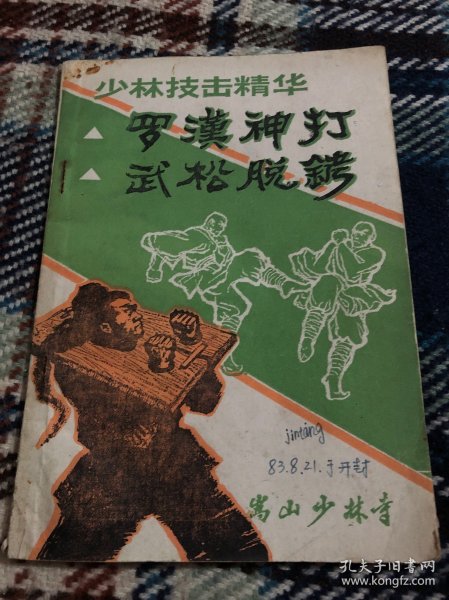 少林技击精华
▲罗漢神打
▲武松脱銬
jimáng
83.8.21.于开封
嵩山少林寺
孔夫子旧书网
www.kongfz.com